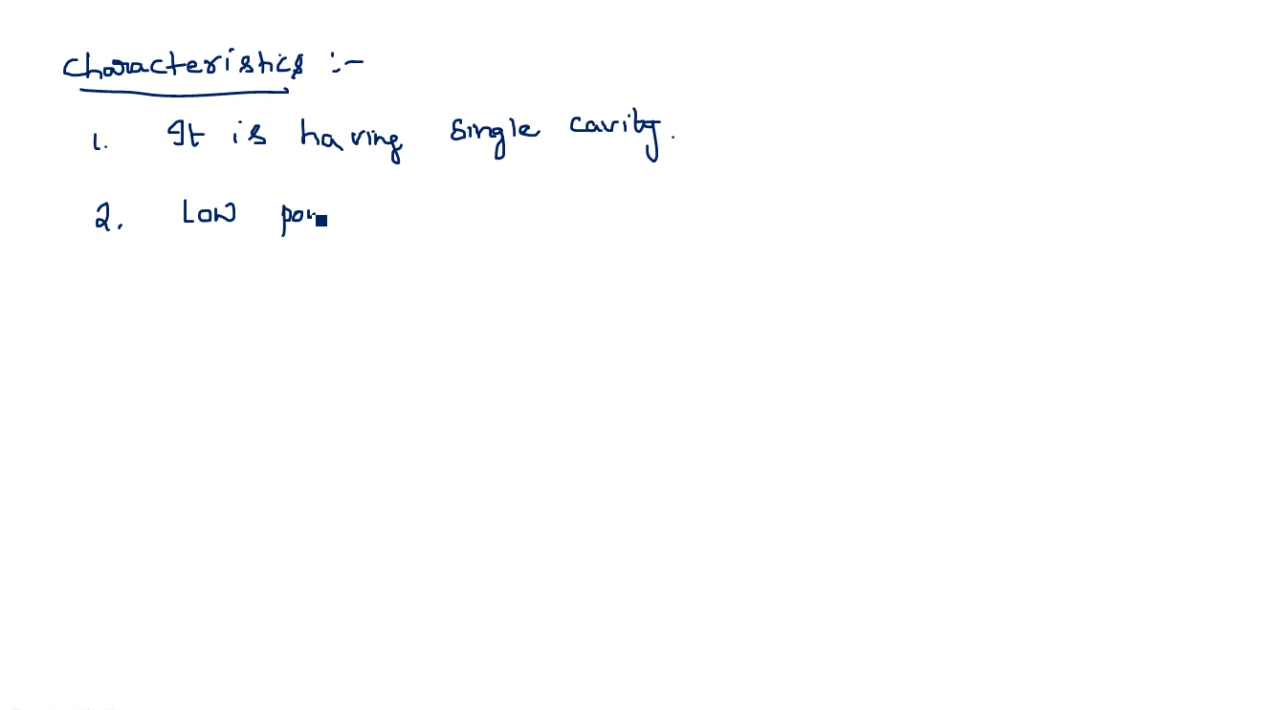 Characteristics :-
1. It is having single cavity.
2. Low